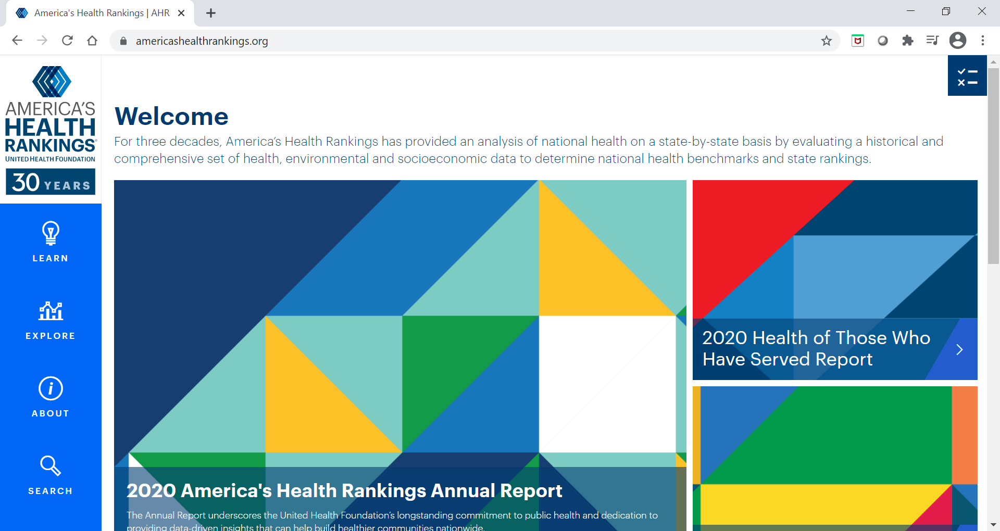 America's Health Rankings | AHR
americashealthrankings.org
AMERICA'S
HEALTH
RANKINGS®
UNITED HEALTH FOUNDATION
30 YEARS
LEARN
EXPLORE
ABOUT
SEARCH
Welcome
For three decades, America's Health Rankings has provided an analysis of national health on a state-by-state basis by evaluating a historical and
comprehensive set of health, environmental and socioeconomic data to determine national health benchmarks and state rankings.
2020 Health of Those Who
Have Served Report
2020 America's Health Rankings Annual Report
The Annual Report underscores the United Health Foundation's longstanding commitment to public health and dedication to
providing data-driven insights that can help build healthier communities nationwide.